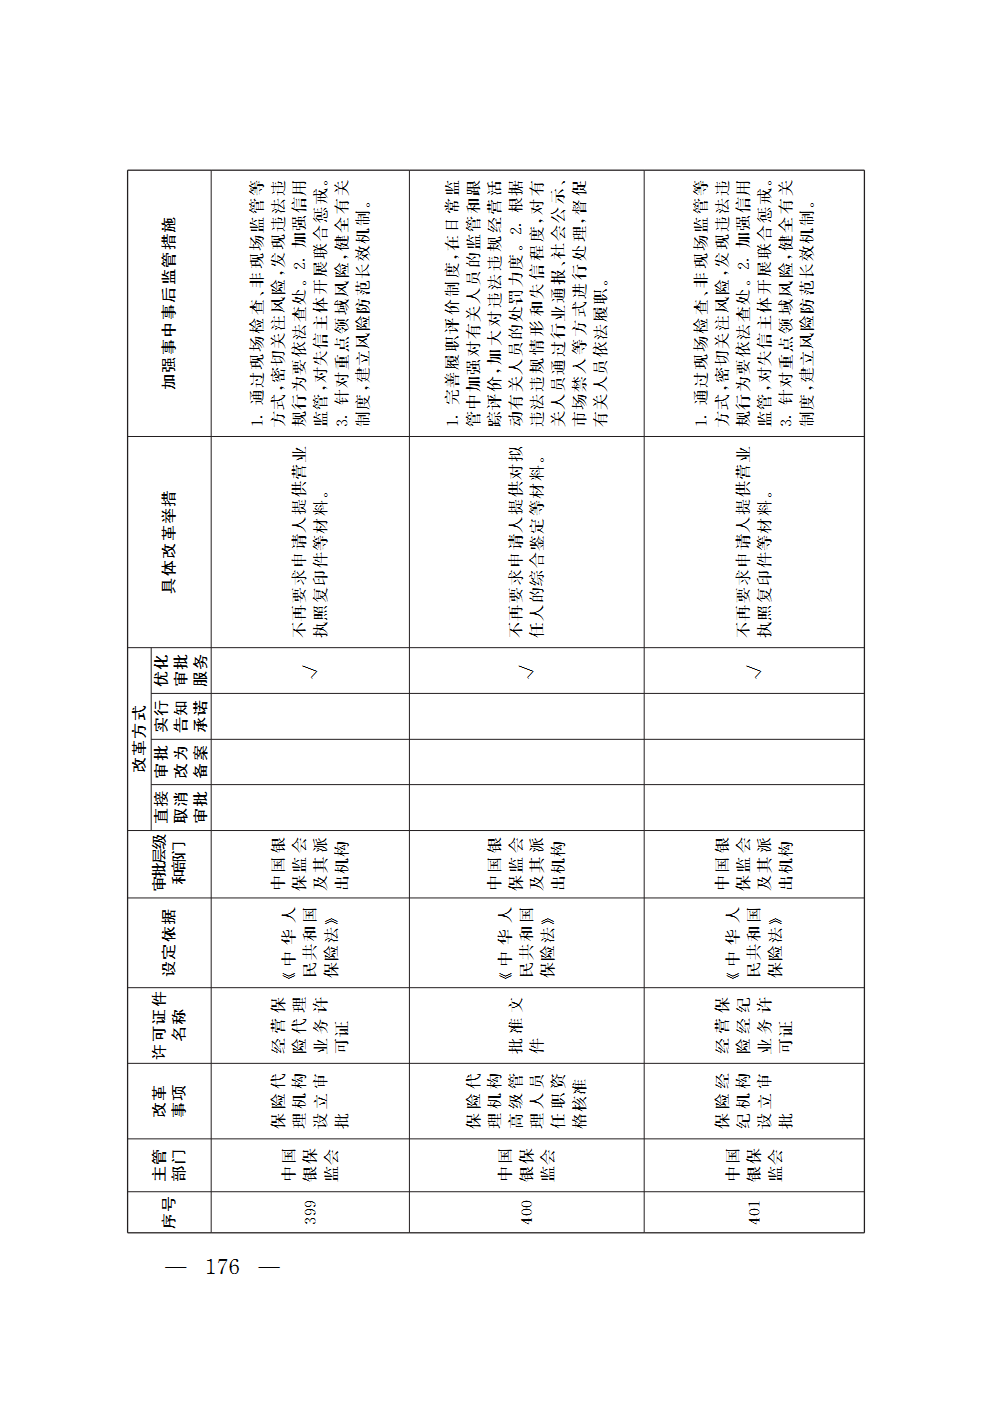 序号
主管
部门
改革
事项
许可证件
名称
设定依据
审批层级
和部门
改革方式
直接
取消
审批
审批
改为
备案
实行
告知
承诺
优化
审批
服务
具体改革举措
加强事中事后监管措施
399
中国
银保
监会
保险代
理机构
设立审
批
经营保
险代理
业务许
可证
《中华人
民共和国
保险法》
中国银
保监会
及其派
出机构
√
不再要求申请人提供营业
执照复印件等材料。
1. 通过现场检查、非现场监管等
方式,密切关注风险,发现违法违
规行为要依法查处。2. 加强信用
监管,对失信主体开展联合惩戒。
3. 针对重点领域风险,健全有关
制度,建立风险防范长效机制。
400
中国
银保
监会
保险代
理机构
高级管
理人员
任职资
格核准
批准文
件
《中华人
民共和国
保险法》
中国银
保监会
及其派
出机构
√
不再要求申请人提供对拟
任人的综合鉴定等材料。
1. 完善履职评价制度,在日常监
管中加强对有关人员的监管和跟
踪评价,加大对违法违规经营活
动有关人员的处罚力度。2. 根据
违法违规情形和失信程度,对有
关人员通过行业通报、社会公示、
市场禁入等方式进行处理,督促
有关人员依法履职。
401
中国
银保
监会
保险经
纪机构
设立审
批
经营保
险经纪
业务许
可证
《中华人
民共和国
保险法》
中国银
保监会
及其派
出机构
√
不再要求申请人提供营业
执照复印件等材料。
1. 通过现场检查、非现场监管等
方式,密切关注风险,发现违法违
规行为要依法查处。2. 加强信用
监管,对失信主体开展联合惩戒。
3. 针对重点领域风险,健全有关
制度,建立风险防范长效机制。
— 176 —